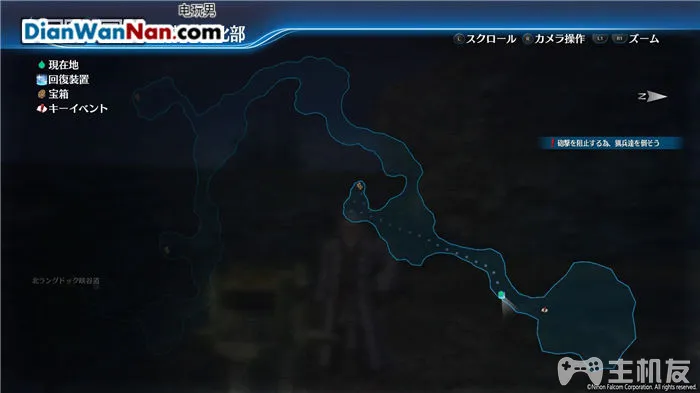 电玩男
DianWanNan.com
北部
L スクロール R カメラ操作 L1 R1 ズーム
現在地
回復装置
宝箱
キーイベント
N
! 砲撃を阻止する為、猟兵達を倒そう
北ラングドック峡谷道
主机友
©Nihon Falcom Corporation. All rights reserved.